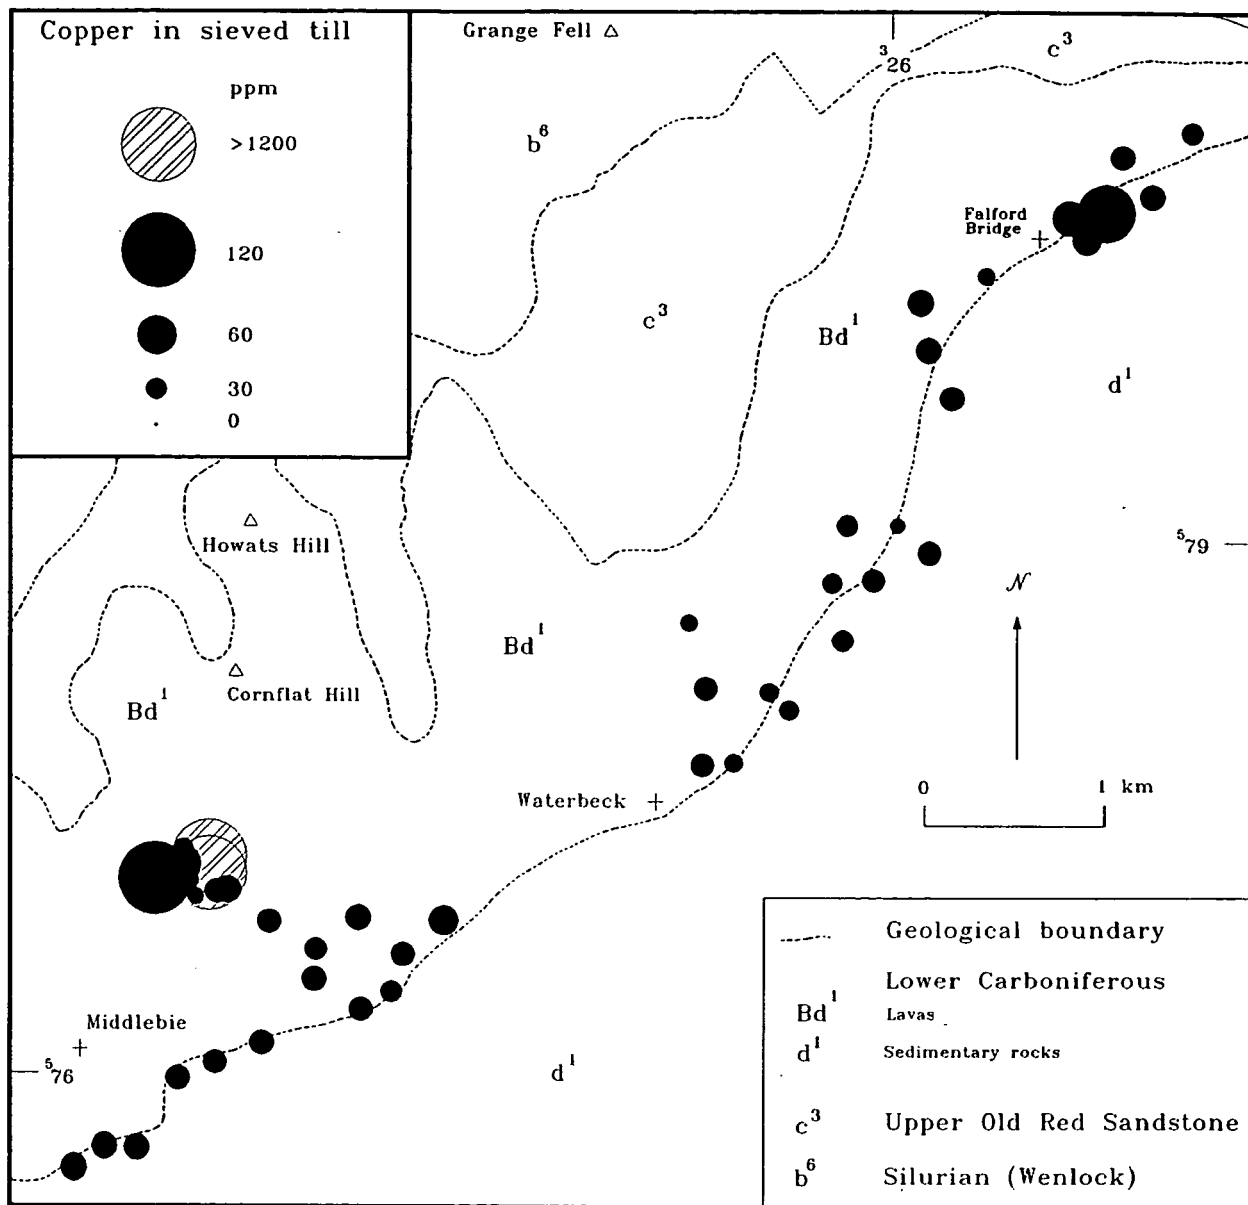 Copper in sieved till
ppm
>1200
120
60
30
0
Grange Fell
³26
c³
b⁶
Falford
Bridge
c³
Bd¹
d¹
Howats Hill
⁵79
N
Bd¹
Cornflat Hill
Bd¹
0 1 km
Waterbeck
Middlebie
⁵76
d¹
Geological boundary
Lower Carboniferous
Bd¹ Lavas
d¹ Sedimentary rocks
c³ Upper Old Red Sandstone
b⁶ Silurian (Wenlock)